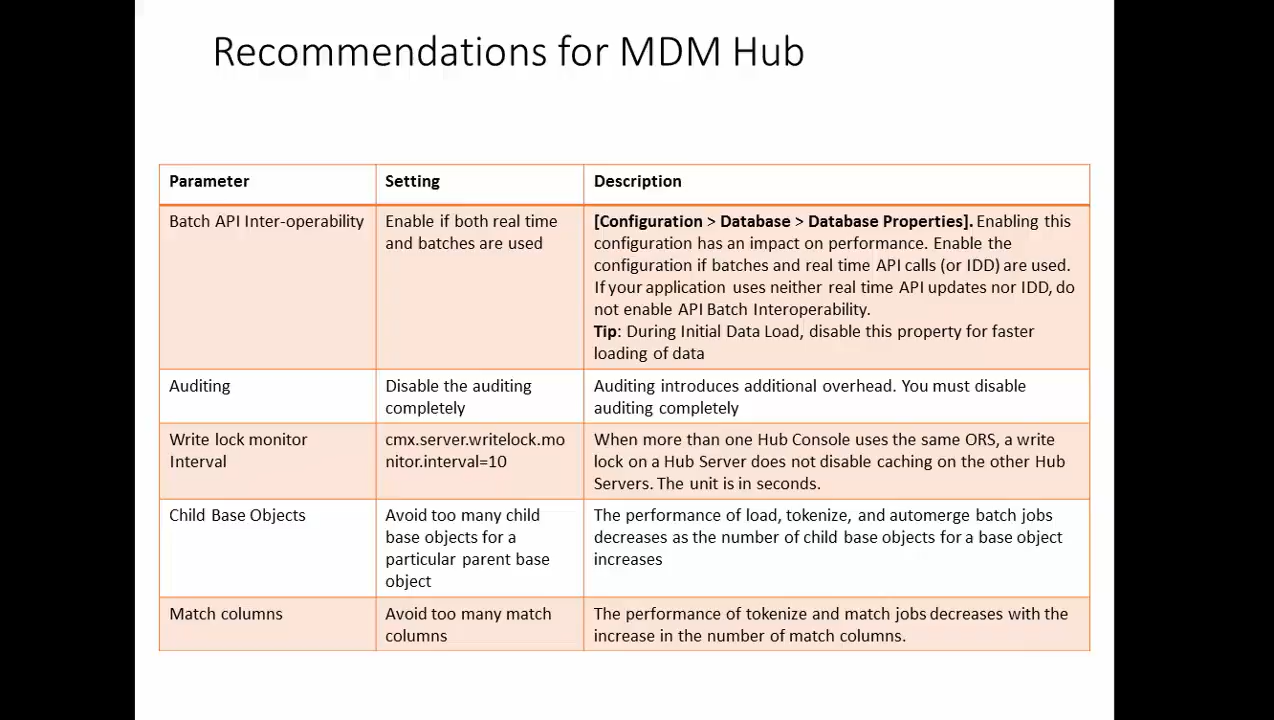 Recommendations for MDM Hub
Parameter
Setting
Description
Batch API Inter-operability
Enable if both real time
and batches are used
[Configuration > Database > Database Properties]. Enabling this
configuration has an impact on performance. Enable the
configuration if batches and real time API calls (or IDD) are used.
If your application uses neither real time API updates nor IDD, do
not enable API Batch Interoperability.
Tip: During Initial Data Load, disable this property for faster
loading of data
Auditing
Disable the auditing
completely
Auditing introduces additional overhead. You must disable
auditing completely
Write lock monitor
Interval
cmx.server.writelock.mo
nitor.interval=10
When more than one Hub Console uses the same ORS, a write
lock on a Hub Server does not disable caching on the other Hub
Servers. The unit is in seconds.
Child Base Objects
Avoid too many child
base objects for a
particular parent base
object
The performance of load, tokenize, and automerge batch jobs
decreases as the number of child base objects for a base object
increases
Match columns
Avoid too many match
columns
The performance of tokenize and match jobs decreases with the
increase in the number of match columns.